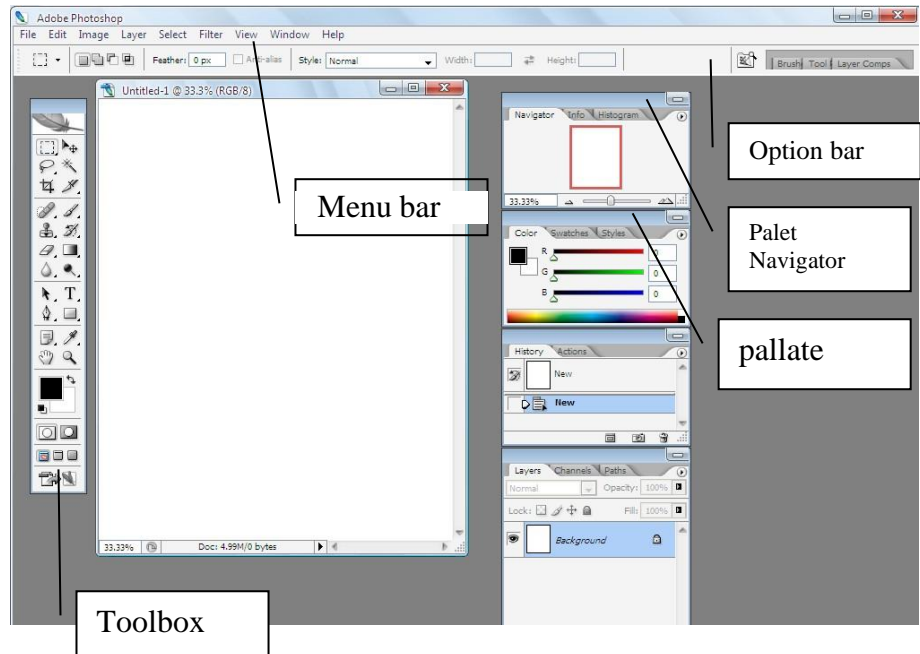 Adobe Photoshop
File Edit Image Layer Select Filter View Window Help
Feather: 0 px Anti-alias Style: Normal Width: Height: Brush Tool Layer Comps
Untitled-1 @ 33.3% (RGB/8)
Navigator Info Histogram
Option bar
Menu bar
33.33%
Palet
Navigator
Color Swatches Styles
R 0
G 0
B 0
T
pallate
History Actions
New
New
Layers Channels Paths
Normal Opacity: 100%
Lock: Fill: 100%
Background
33.33% Doc: 4.99M/0 bytes
Toolbox